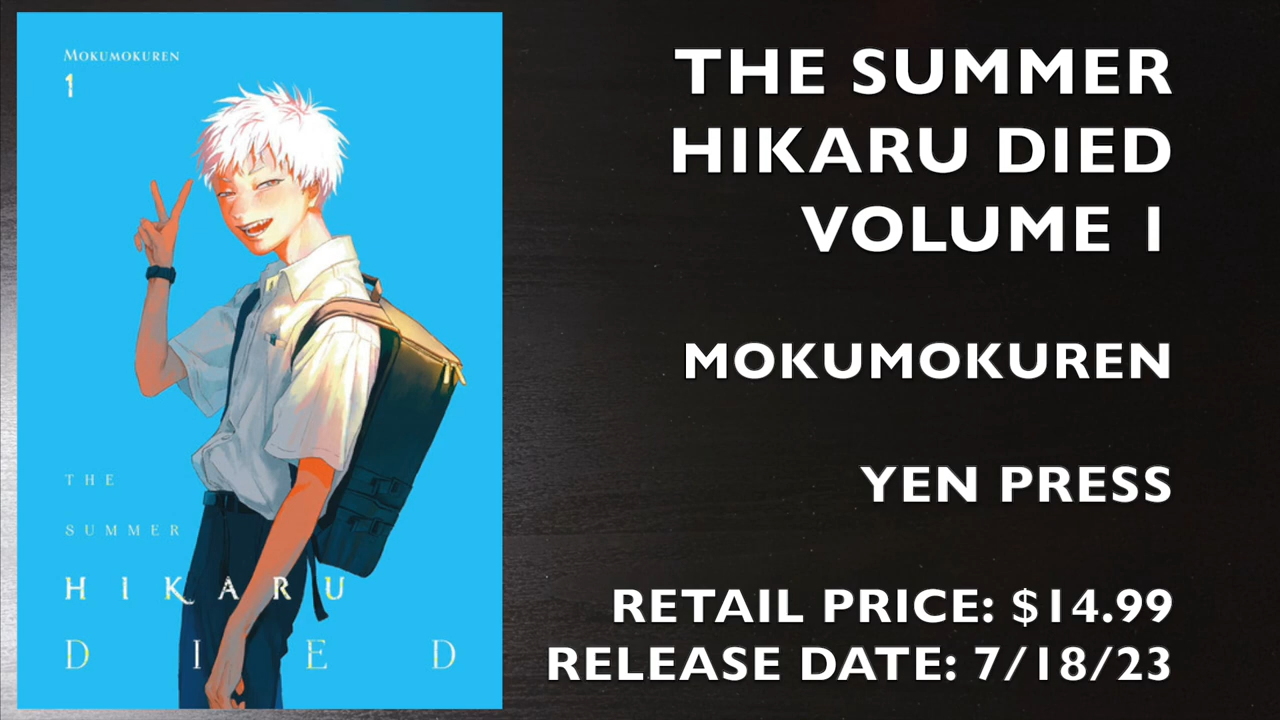 MOKUMOKUREN
1
THE
SUMMER
HIKARU
DIED
THE SUMMER
HIKARU DIED
VOLUME 1
MOKUMOKUREN
YEN PRESS
RETAIL PRICE: $14.99
RELEASE DATE: 7/18/23